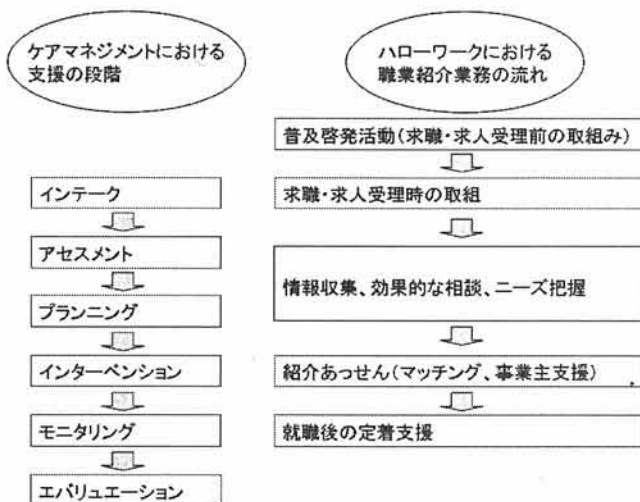 ケアマネジメントにおける
支援の段階
インテーク
アセスメント
プランニング
インターベンション
モニタリング
エバリュエーション
ハローワークにおける
職業紹介業務の流れ
普及啓発活動(求職・求人受理前の取組み)
求職・求人受理時の取組
情報収集、効果的な相談、ニーズ把握
紹介あっせん(マッチング、事業主支援)
就職後の定着支援